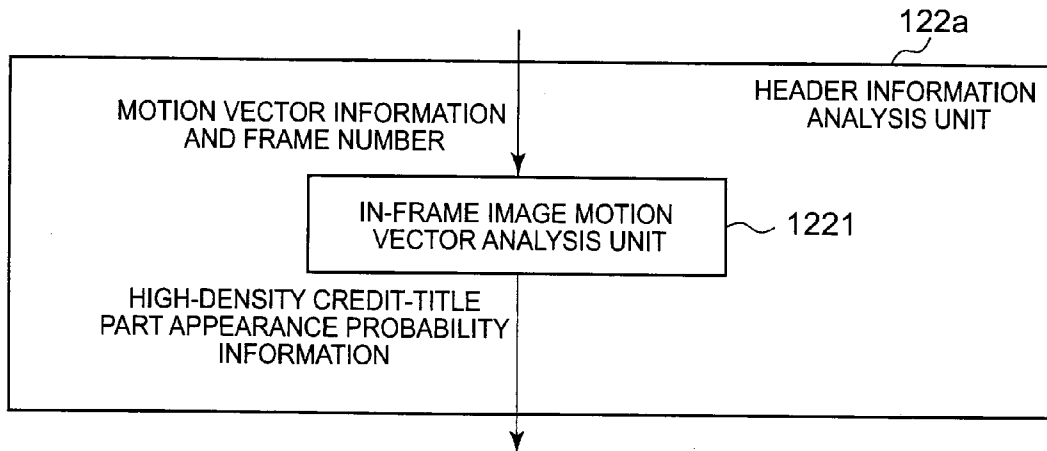 122a
HEADER INFORMATION
ANALYSIS UNIT
MOTION VECTOR INFORMATION
AND FRAME NUMBER
IN-FRAME IMAGE MOTION
VECTOR ANALYSIS UNIT
1221
HIGH-DENSITY CREDIT-TITLE
PART APPEARANCE PROBABILITY
INFORMATION